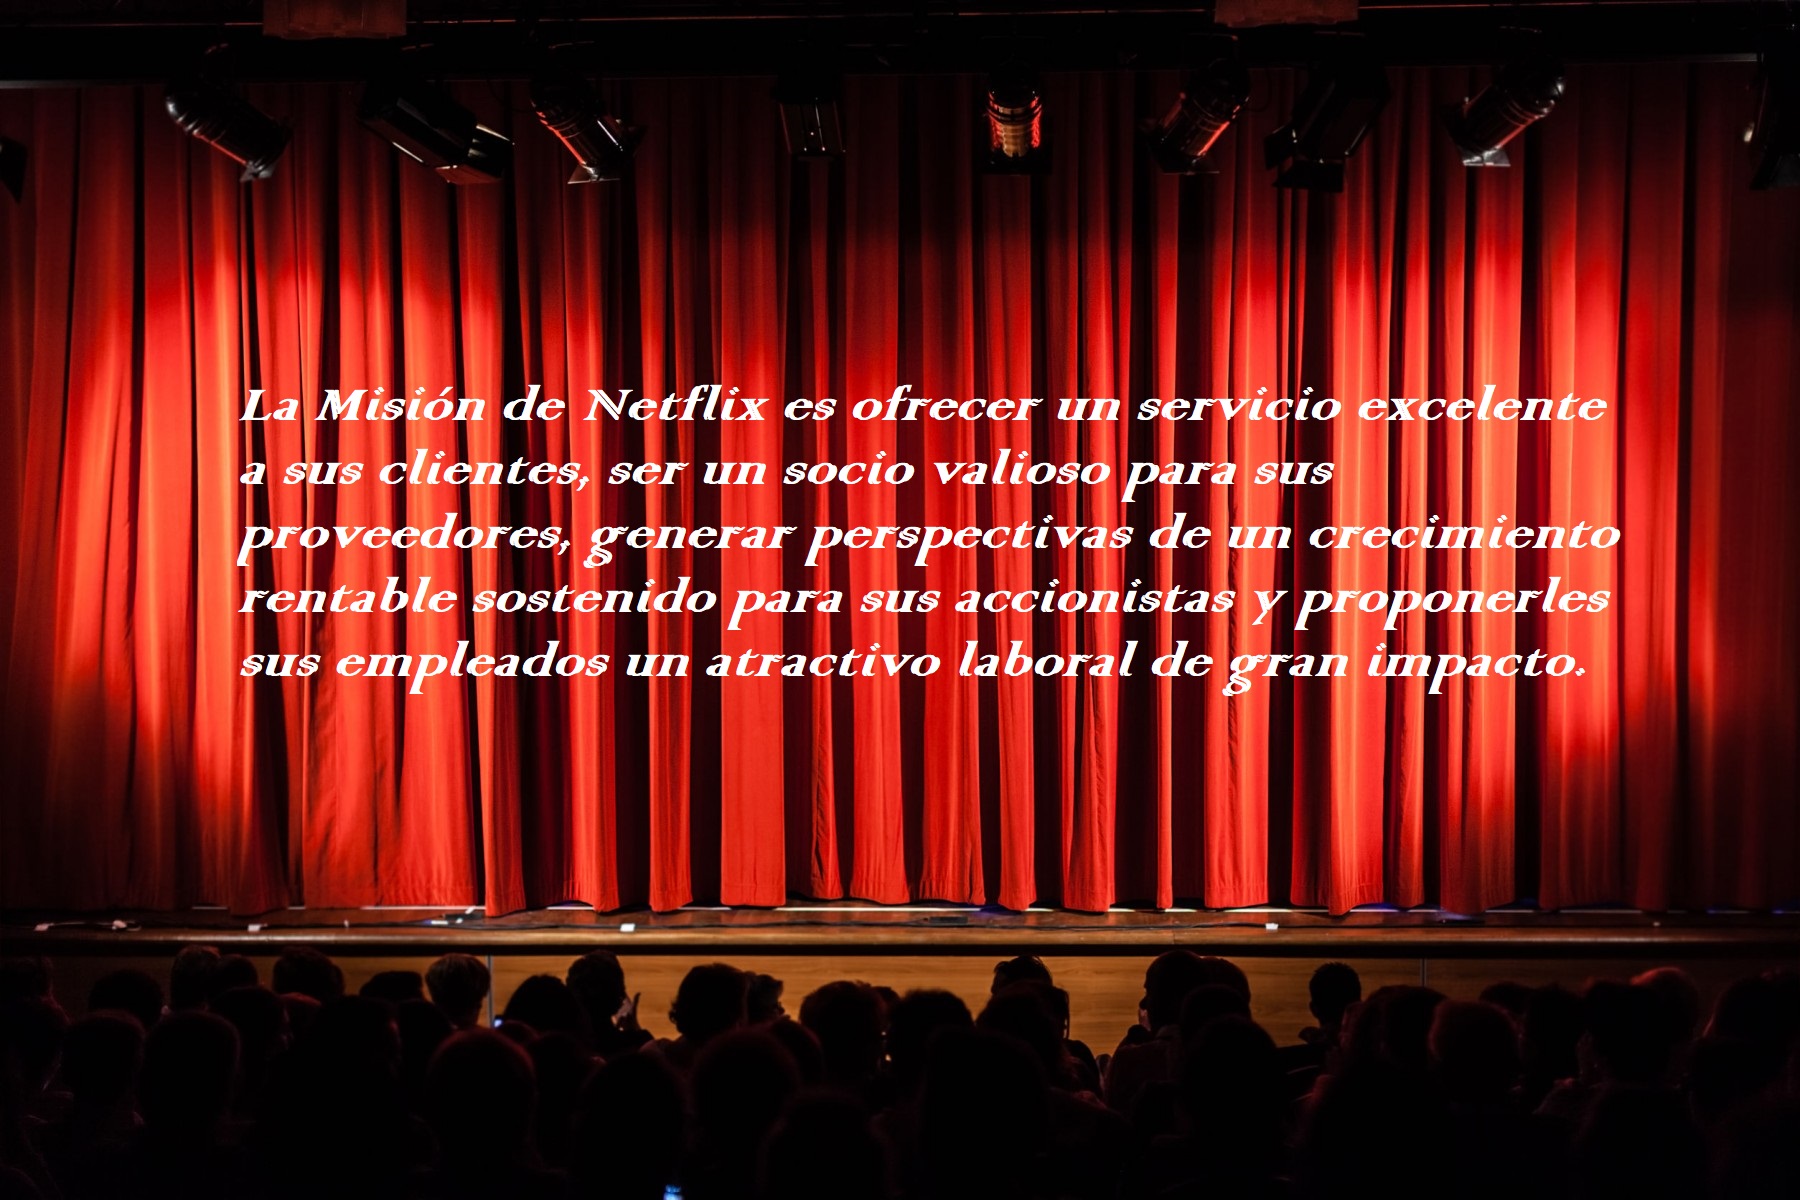 La Misión de Netflix es ofrecer un servicio excelente
a sus clientes, ser un socio valioso para sus
proveedores, generar perspectivas de un crecimiento
rentable sostenido para sus accionistas y proponerles
sus empleados un atractivo laboral de gran impacto.